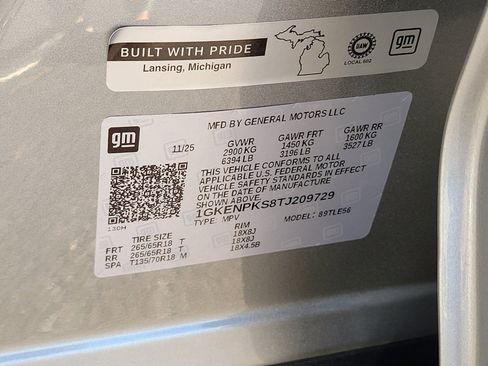 BUILT WITH PRIDE
Lansing, Michigan
UAW
LOCAL 602
gm
gm
MFD BY GENERAL MOTORS LLC
11/25 GVWR GAWR FRT GAWR RR
2900 KG 1450 KG 1600 KG
6394 LB 3196 LB 3527 LB
THIS VEHICLE CONFORMS TO ALL
APPLICABLE U.S. FEDERAL MOTOR
VEHICLE SAFETY STANDARDS IN EFFECT
ON THE DATE OF MANUFACTURE
SHOWN ABOVE.
1GKENPKS8TJ209729
130H
TYPE: MPV MODEL: 89TLE56
TIRE SIZE RIM
FRT 265/65R18 T 18X8J
RR 265/65R18 T 18X8J
SPA T135/70R18 M 18X4.5B